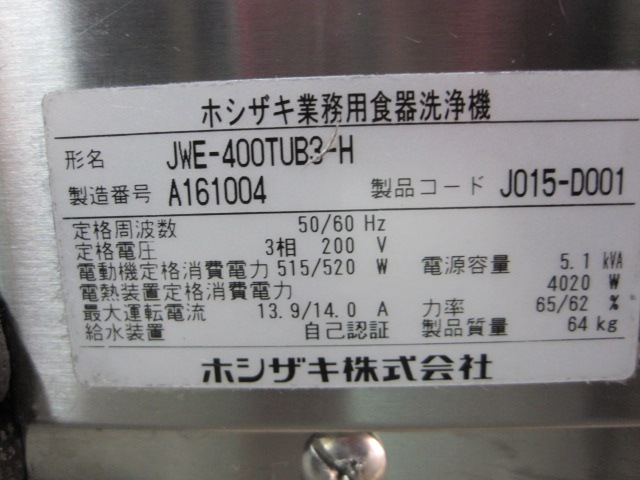 ホシザキ業務用食器洗浄機
形名 JWE-400TUB3-H
製造番号 A161004 製品コード J015-D001
定格周波数 50/60 Hz
定格電圧 3相 200 V
電動機定格消費電力 515/520 W 電源容量 5.1 kVA
電熱装置定格消費電力 4020 W
最大運転電流 13.9/14.0 A 力率 65/62 %
給水装置 自己認証 製品質量 64 kg
ホシザキ株式会社